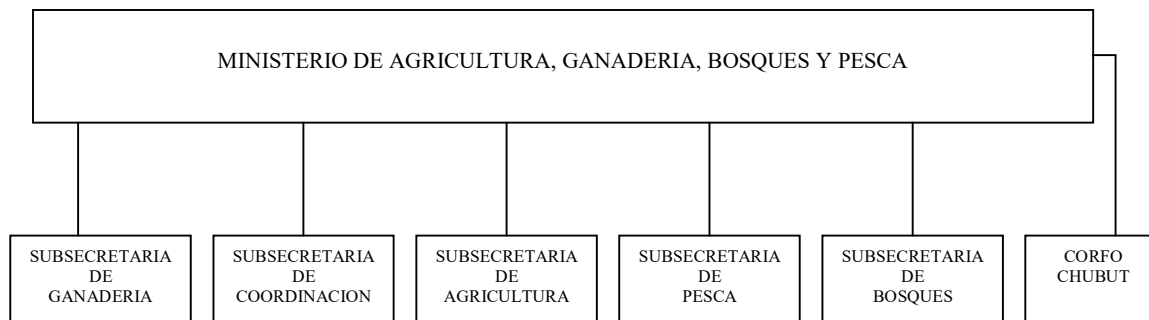 MINISTERIO DE AGRICULTURA, GANADERIA, BOSQUES Y PESCA
SUBSECRETARIA
DE
GANADERIA
SUBSECRETARIA
DE
COORDINACION
SUBSECRETARIA
DE
AGRICULTURA
SUBSECRETARIA
DE
PESCA
SUBSECRETARIA
DE
BOSQUES
CORFO
CHUBUT